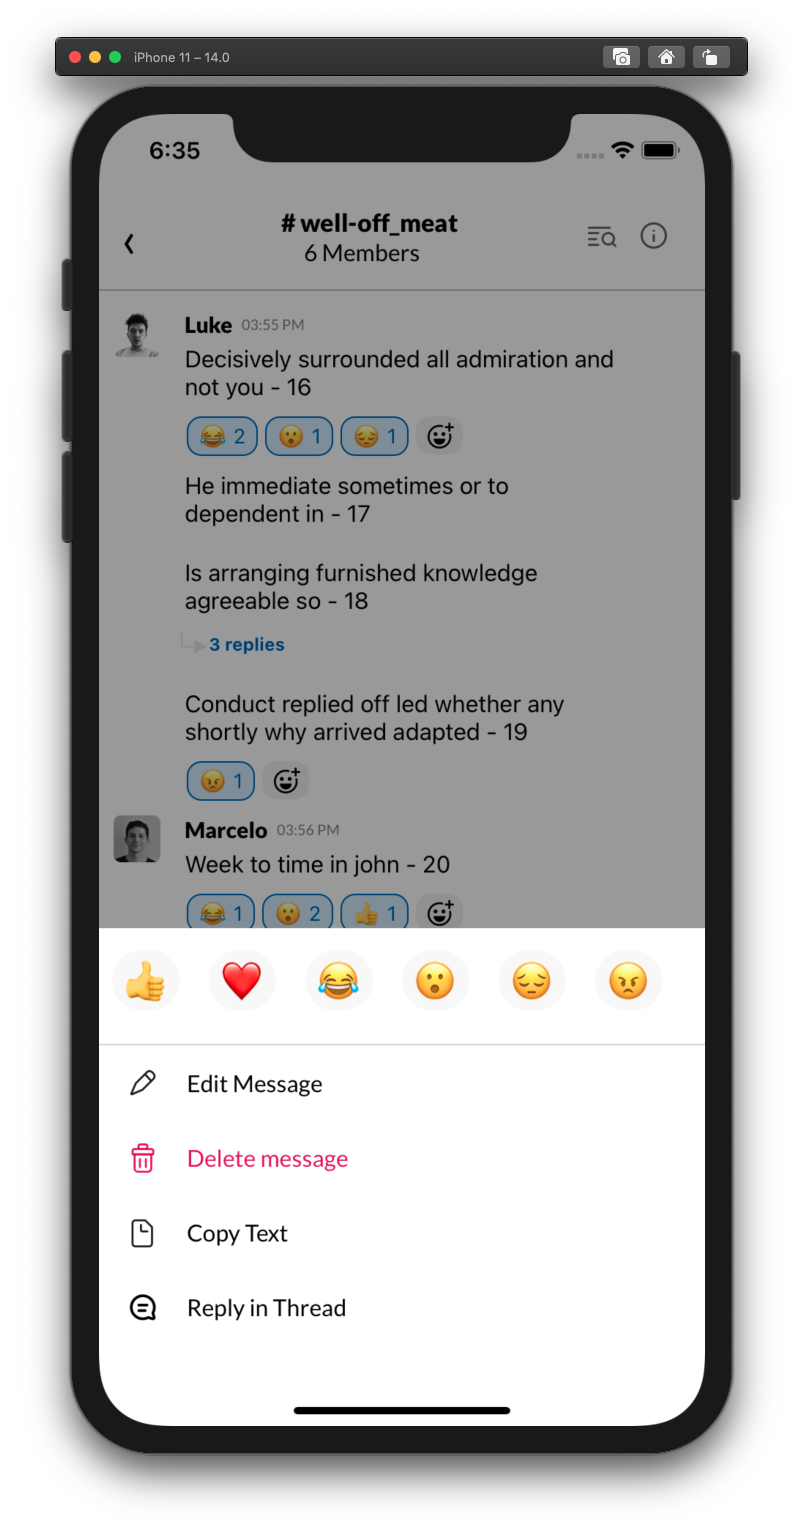 iPhone 11 – 14.0
6:35
# well-off_meat
6 Members
Luke 03:55 PM
Decisively surrounded all admiration and
not you - 16
😂 2 😮 1 😔 1
He immediate sometimes or to
dependent in - 17
Is arranging furnished knowledge
agreeable so - 18
3 replies
Conduct replied off led whether any
shortly why arrived adapted - 19
😠 1
Marcelo 03:56 PM
Week to time in john - 20
😂 1 😮 2 👍 1
Edit Message
Delete message
Copy Text
Reply in Thread